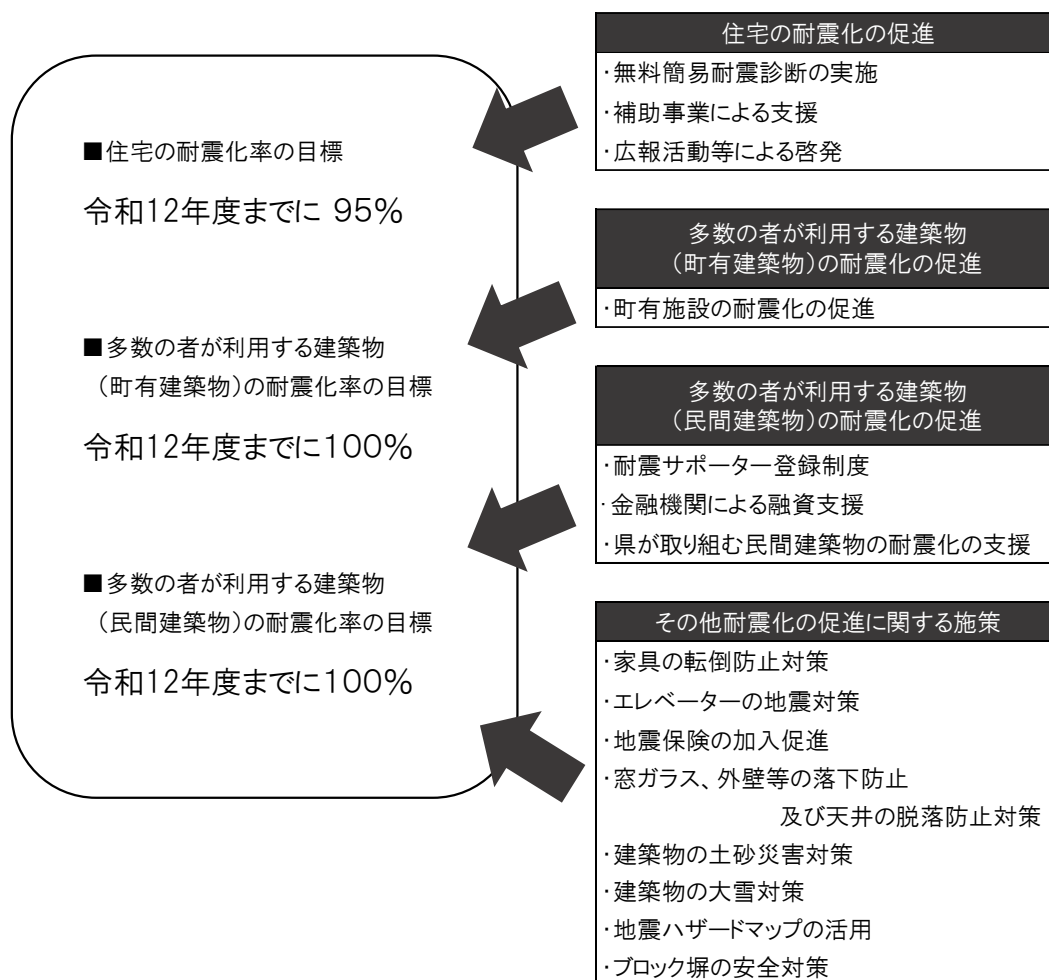 ■住宅の耐震化率の目標
令和12年度までに 95%
■多数の者が利用する建築物
（町有建築物）の耐震化率の目標
令和12年度までに100%
■多数の者が利用する建築物
（民間建築物）の耐震化率の目標
令和12年度までに100%
住宅の耐震化の促進
・無料簡易耐震診断の実施
・補助事業による支援
・広報活動等による啓発
多数の者が利用する建築物
（町有建築物）の耐震化の促進
・町有施設の耐震化の促進
多数の者が利用する建築物
（民間建築物）の耐震化の促進
・耐震サポーター登録制度
・金融機関による融資支援
・県が取り組む民間建築物の耐震化の支援
その他耐震化の促進に関する施策
・家具の転倒防止対策
・エレベーターの地震対策
・地震保険の加入促進
・窓ガラス、外壁等の落下防止
及び天井の脱落防止対策
・建築物の土砂災害対策
・建築物の大雪対策
・地震ハザードマップの活用
・ブロック塀の安全対策